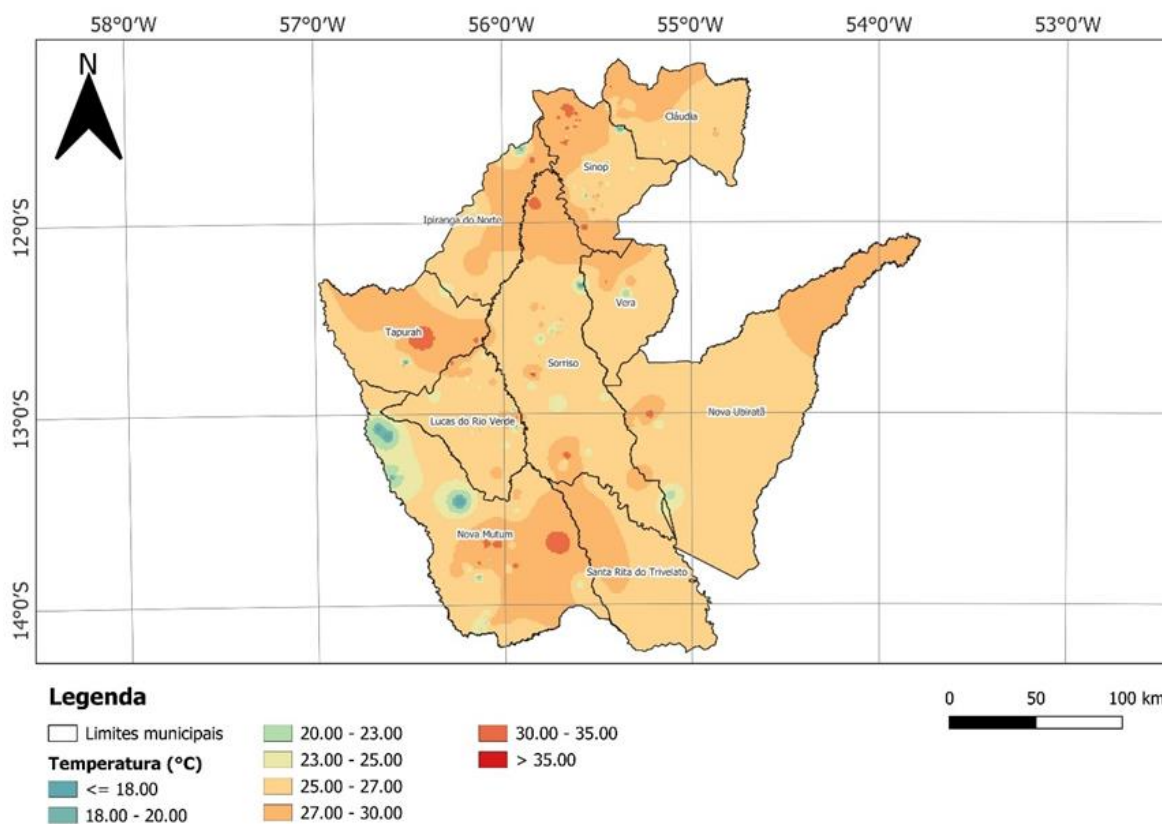 58°0'W 57°0'W 56°0'W 55°0'W 54°0'W 53°0'W
N
12°0'S
13°0'S
14°0'S
Cláudia
Sinop
Ipiranga do Norte
Vera
Tapurah
Sorriso
Nova Ubiratã
Lucas do Rio Verde
Nova Mutum
Santa Rita do Trivelato
Legenda
Limites municipais
Temperatura (°C)
<= 18.00
18.00 - 20.00
20.00 - 23.00
23.00 - 25.00
25.00 - 27.00
27.00 - 30.00
30.00 - 35.00
> 35.00
0 50 100 km